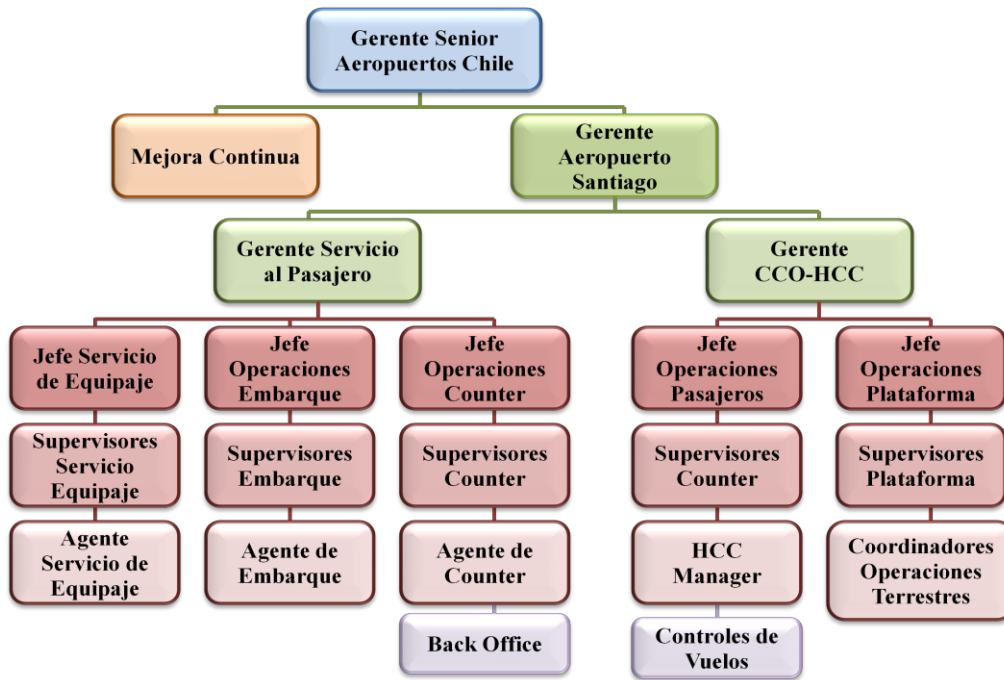 Gerente Senior
Aeropuertos Chile
Mejora Continua
Gerente
Aeropuerto
Santiago
Gerente Servicio
al Pasajero
Gerente
CCO-HCC
Jefe Servicio
de Equipaje
Jefe
Operaciones
Embarque
Jefe
Operaciones
Counter
Jefe
Operaciones
Pasajeros
Jefe
Operaciones
Plataforma
Supervisores
Servicio
Equipaje
Supervisores
Embarque
Supervisores
Counter
Supervisores
Counter
Supervisores
Plataforma
Agente
Servicio de
Equipaje
Agente de
Embarque
Agente de
Counter
HCC
Manager
Coordinadores
Operaciones
Terrestres
Back Office
Controles de
Vuelos